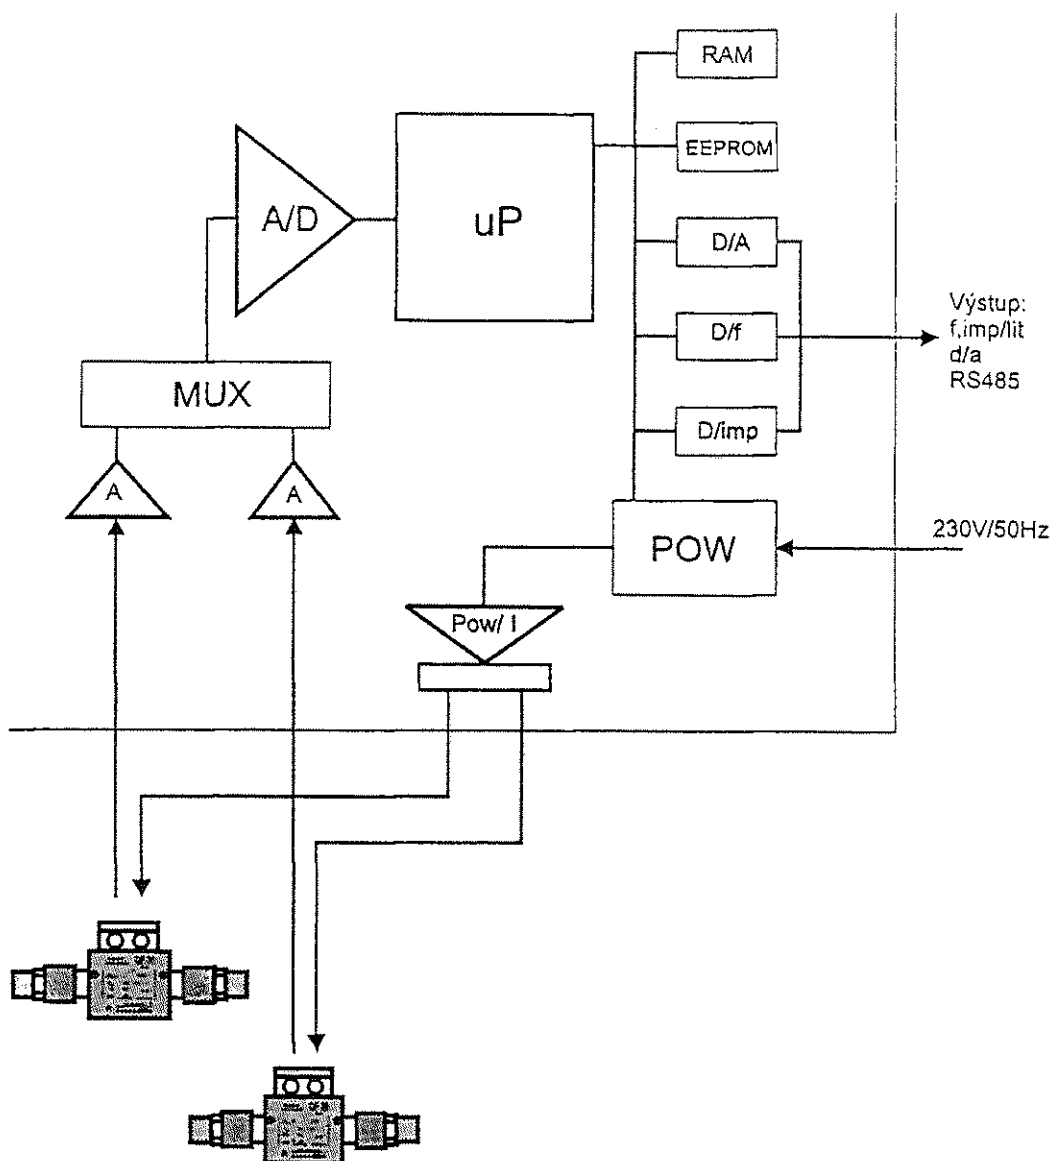 RAM
EEPROM
A/D
uP
D/A
D/f
D/imp
Výstup:
f,imp/lit
d/a
RS485
MUX
A
A
POW
230V/50Hz
Pow/ I